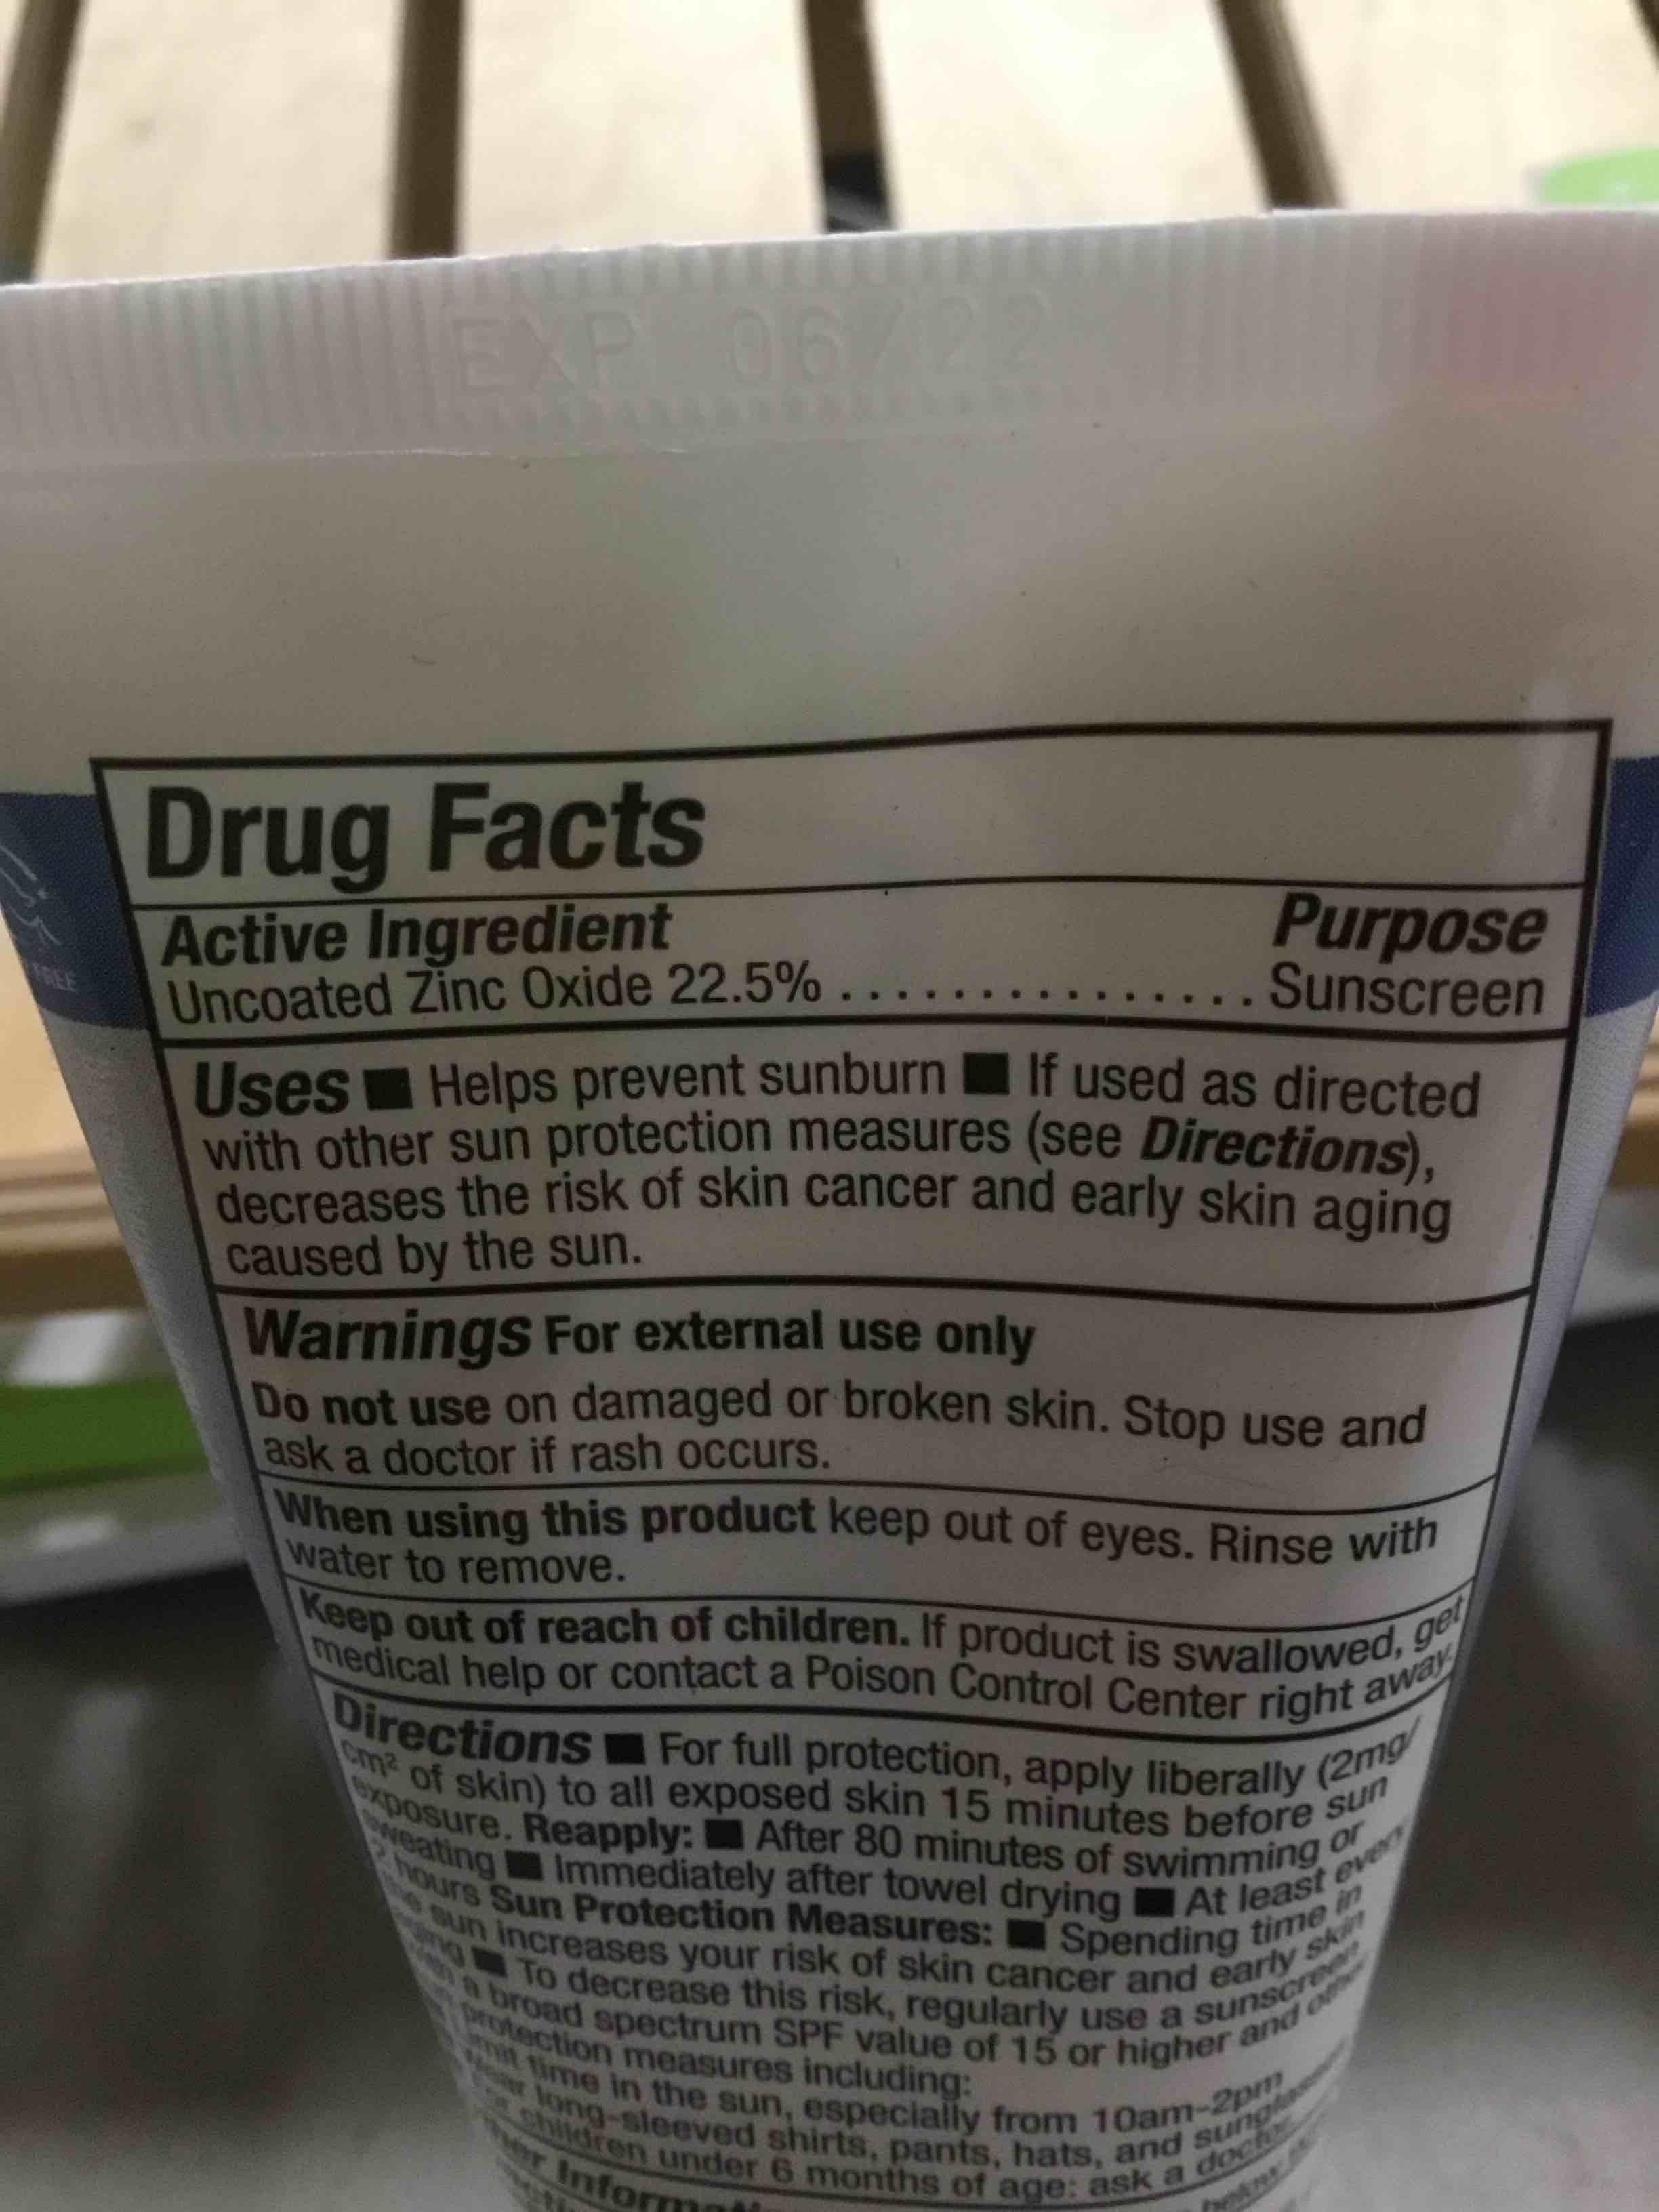 EXP 06/22
Drug Facts
Active Ingredient
Purpose
Uncoated Zinc Oxide 22.5% ................ Sunscreen
FREE
Uses ■ Helps prevent sunburn ■ If used as directed
with other sun protection measures (see Directions),
decreases the risk of skin cancer and early skin aging
caused by the sun.
Warnings For external use only
Do not use on damaged or broken skin. Stop use and
ask a doctor if rash occurs.
When using this product keep out of eyes. Rinse with
water to remove.
Keep out of reach of children. If product is swallowed, get
medical help or contact a Poison Control Center right away.
Directions ■ For full protection, apply liberally (2mg/
cm² of skin) to all exposed skin 15 minutes before sun
exposure. Reapply: ■ After 80 minutes of swimming or
sweating ■ Immediately after towel drying ■ At least every
2 hours Sun Protection Measures: ■ Spending time in
the sun increases your risk of skin cancer and early skin
aging ■ To decrease this risk, regularly use a sunscreen
with a broad spectrum SPF value of 15 or higher and other
protection measures including:
limit time in the sun, especially from 10am-2pm
wear long-sleeved shirts, pants, hats, and sunglasses
for children under 6 months of age: ask a doctor
below